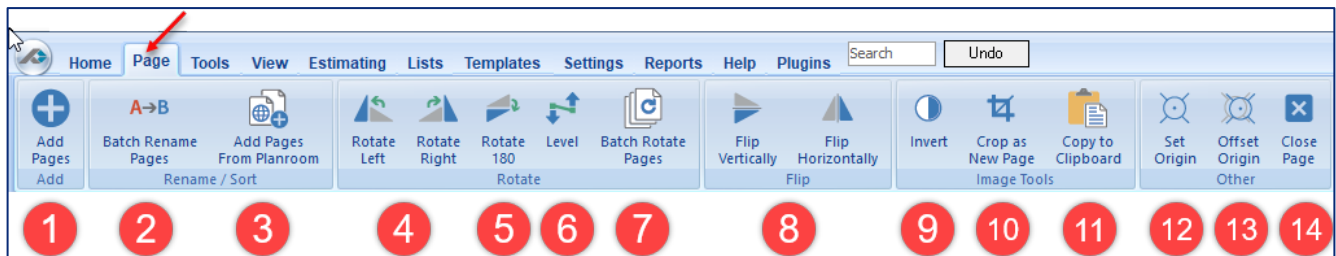 Home Page Tools View Estimating Lists Templates Settings Reports Help Plugins Search Undo
A→B
Add Pages
Batch Rename Pages
Add Pages From Planroom
Rotate Left
Rotate Right
Rotate 180
Level
Batch Rotate Pages
Flip Vertically
Flip Horizontally
Invert
Crop as New Page
Copy to Clipboard
Set Origin
Offset Origin
Close Page
Add Rename / Sort Rotate Flip Image Tools Other
1 2 3 4 5 6 7 8 9 10 11 12 13 14